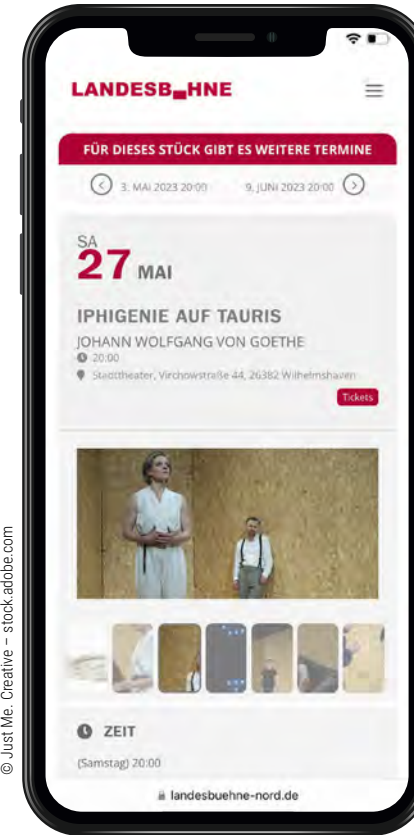 LANDESB▄HNE
FÜR DIESES STÜCK GIBT ES WEITERE TERMINE
3. MAI 2023 20:00 9. JUNI 2023 20:00
SA
27 MAI
IPHIGENIE AUF TAURIS
JOHANN WOLFGANG VON GOETHE
20:00
Stadttheater, Virchowstraße 44, 26382 Wilhelmshaven
Tickets
ZEIT
(Samstag) 20:00
landesbuehne-nord.de
© Just Me. Creative – stock.adobe.com